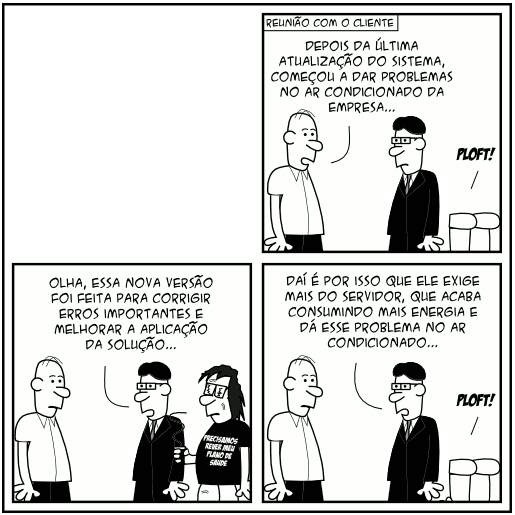 REUNIÃO COM O CLIENTE
DEPOIS DA ÚLTIMA
ATUALIZAÇÃO DO SISTEMA,
COMEÇOU A DAR PROBLEMAS
NO AR CONDICIONADO DA
EMPRESA...
PLOFT!
OLHA, ESSA NOVA VERSÃO
FOI FEITA PARA CORRIGIR
ERROS IMPORTANTES E
MELHORAR A APLICAÇÃO
DA SOLUÇÃO...
PRECISAMOS
REVER MEU
PLANO DE
SAÚDE
DAÍ É POR ISSO QUE ELE EXIGE
MAIS DO SERVIDOR, QUE ACABA
CONSUMINDO MAIS ENERGIA E
DÁ ESSE PROBLEMA NO AR
CONDICIONADO...
PLOFT!